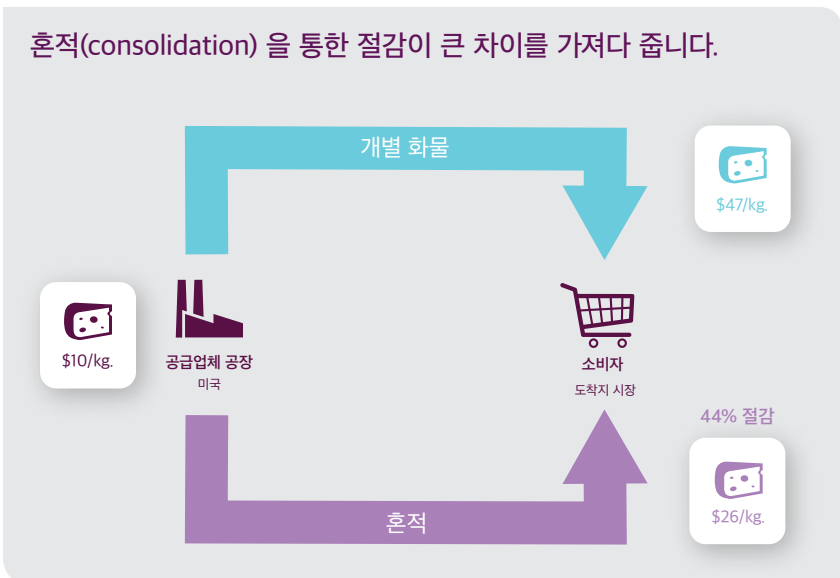 혼적(consolidation) 을 통한 절감이 큰 차이를 가져다 줍니다.
개별 화물
$47/kg.
$10/kg.
공급업체 공장
미국
소비자
도착지 시장
44% 절감
$26/kg.
혼적